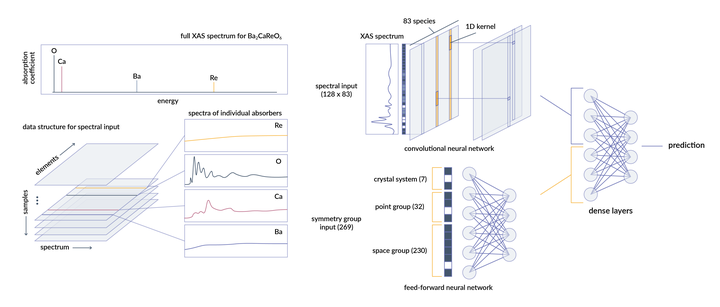 full XAS spectrum for Ba₂CaReO₆
absorption
coefficient
O
Ca
Ba
Re
energy
data structure for spectral input
elements
samples
spectrum
spectra of individual absorbers
Re
O
Ca
Ba
XAS spectrum
83 species
1D kernel
spectral input
(128 x 83)
convolutional neural network
symmetry group
input (269)
crystal system (7)
point group (32)
space group (230)
feed-forward neural network
dense layers
prediction